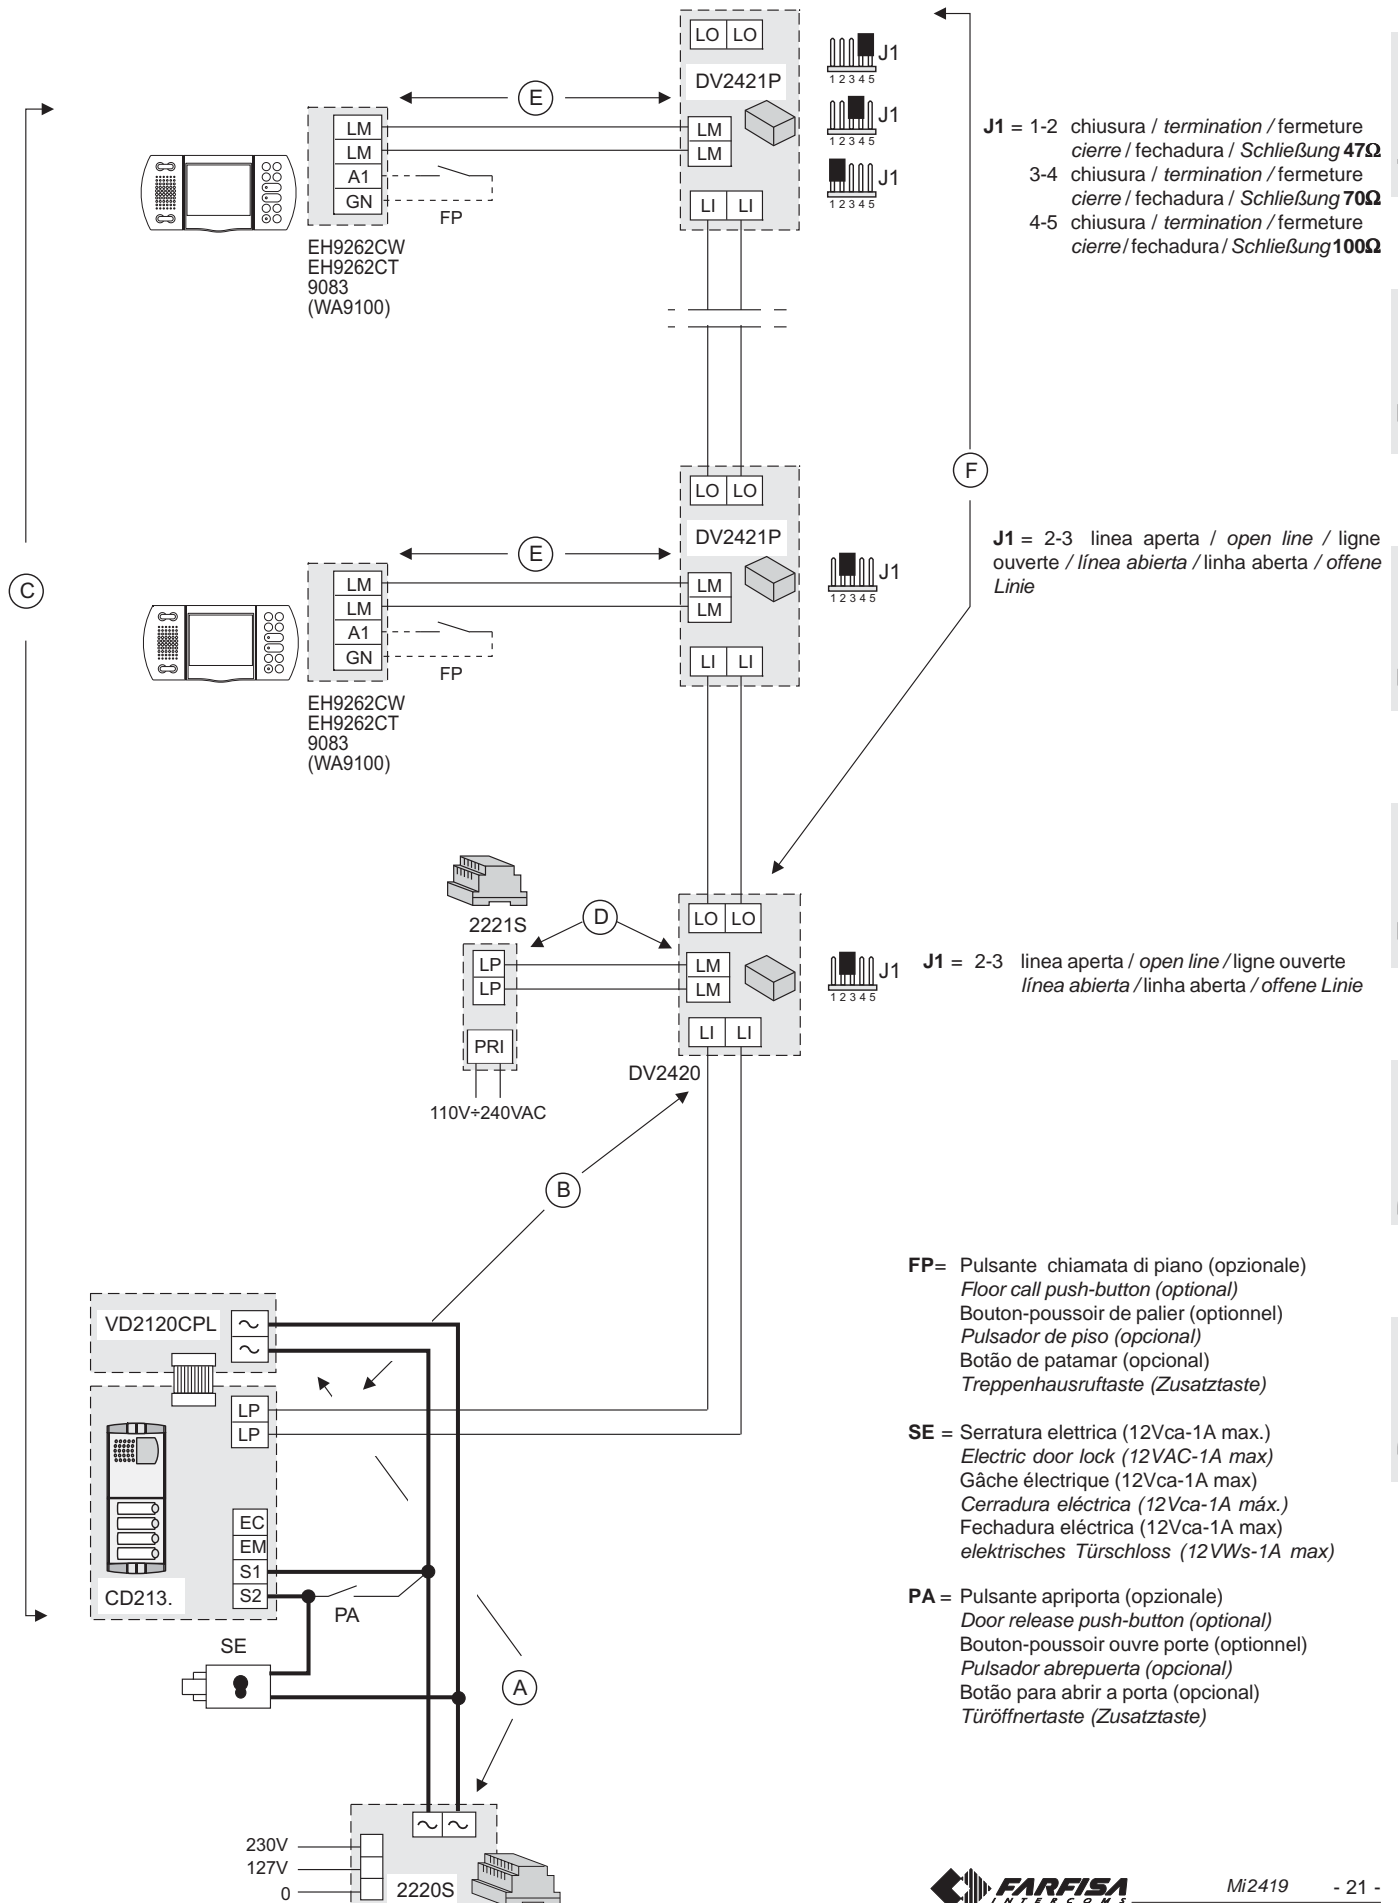 LO LO
DV2421P
J1
1 2 3 4 5
J1
1 2 3 4 5
J1
1 2 3 4 5
E
LM
LM
A1
GN
LM
LM
LI LI
FP
EH9262CW
EH9262CT
9083
(WA9100)
J1 = 1-2 chiusura / termination / fermeture
cierre / fechadura / Schließung 47Ω
3-4 chiusura / termination / fermeture
cierre / fechadura / Schließung 70Ω
4-5 chiusura / termination / fermeture
cierre / fechadura / Schließung 100Ω
F
C
LO LO
DV2421P
J1
1 2 3 4 5
E
LM
LM
A1
GN
LM
LM
LI LI
FP
EH9262CW
EH9262CT
9083
(WA9100)
J1 = 2-3 linea aperta / open line / ligne
ouverte / línea abierta / linha aberta / offene
Linie
2221S
D
LP
LP
PRI
110V÷240VAC
LO LO
LM
LM
LI LI
DV2420
J1
1 2 3 4 5
J1 = 2-3 linea aperta / open line / ligne ouverte
línea abierta / linha aberta / offene Linie
B
VD2120CPL
~
~
LP
LP
EC
EM
S1
S2
CD213.
PA
SE
A
~ ~
230V
127V
0
2220S
FP= Pulsante chiamata di piano (opzionale)
Floor call push-button (optional)
Bouton-poussoir de palier (optionnel)
Pulsador de piso (opcional)
Botão de patamar (opcional)
Treppenhausruftaste (Zusatztaste)
SE = Serratura elettrica (12Vca-1A max.)
Electric door lock (12VAC-1A max)
Gâche électrique (12Vca-1A max)
Cerradura eléctrica (12Vca-1A máx.)
Fechadura eléctrica (12Vca-1A max)
elektrisches Türschloss (12VWs-1A max)
PA = Pulsante apriporta (opzionale)
Door release push-button (optional)
Bouton-poussoir ouvre porte (optionnel)
Pulsador abrepuerta (opcional)
Botão para abrir a porta (opcional)
Türöffnertaste (Zusatztaste)
FARFISA
INTERCOMS
Mi2419 - 21 -